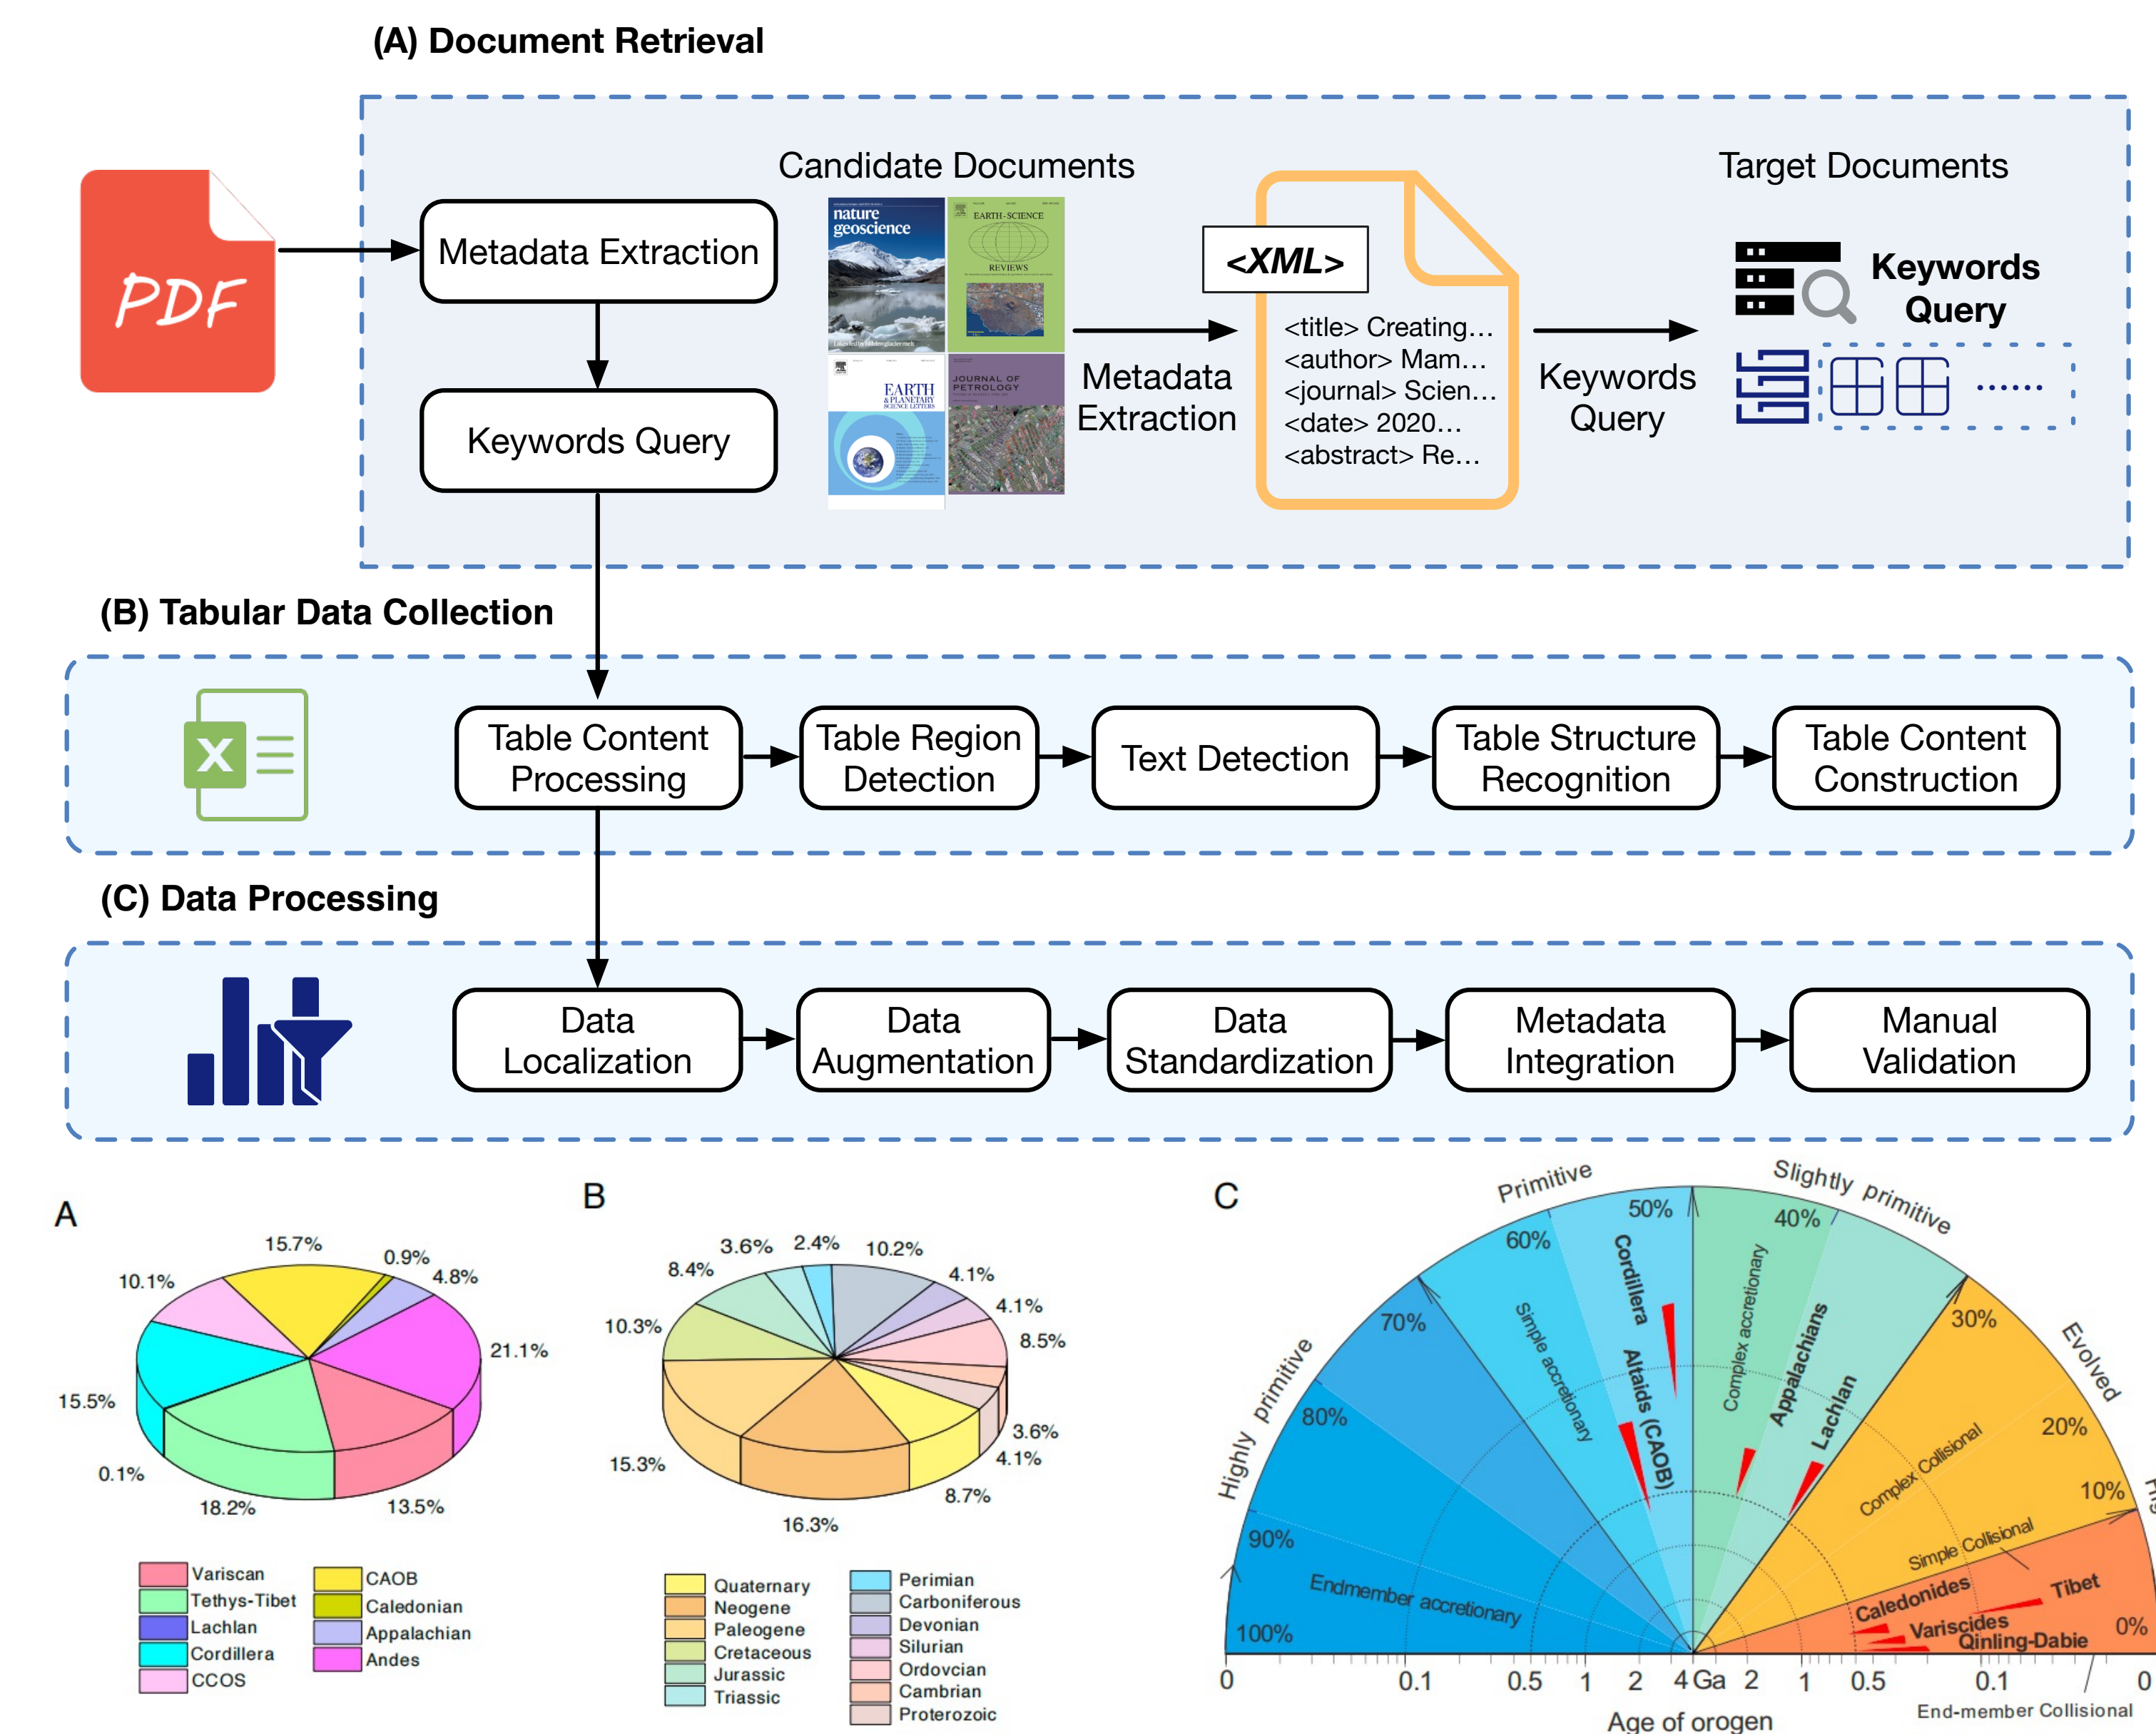 (A) Document Retrieval
PDF
Metadata Extraction
Keywords Query
Candidate Documents
nature
geoscience
EARTH-SCIENCE
REVIEWS
EARTH
& PLANETARY
SCIENCE LETTERS
JOURNAL OF
PETROLOGY
Metadata
Extraction
<XML>
<title> Creating...
<author> Mam...
<journal> Scien...
<date> 2020...
<abstract> Re...
Keywords
Query
Target Documents
Keywords
Query
......
(B) Tabular Data Collection
X
Table Content
Processing
Table Region
Detection
Text Detection
Table Structure
Recognition
Table Content
Construction
(C) Data Processing
Data
Localization
Data
Augmentation
Data
Standardization
Metadata
Integration
Manual
Validation
A
15.7%
0.9%
4.8%
10.1%
21.1%
15.5%
0.1%
18.2%
13.5%
Variscan
Tethys-Tibet
Lachlan
Cordillera
CCOS
CAOB
Caledonian
Appalachian
Andes
B
3.6%
2.4%
10.2%
8.4%
4.1%
4.1%
10.3%
8.5%
3.6%
4.1%
15.3%
8.7%
16.3%
Quaternary
Neogene
Paleogene
Cretaceous
Jurassic
Triassic
Perimian
Carboniferous
Devonian
Silurian
Ordovcian
Cambrian
Proterozoic
C
Highly primitive
Primitive
Slightly primitive
Evolved
100%
90%
80%
70%
60%
50%
40%
30%
20%
10%
0%
Endmember accretionary
Simple accretionary
Cordillera
Altaids (CAOB)
Complex accretionary
Appalachians
Lachlan
Complex Collisional
Simple Collisional
Caledonides
Tibet
Variscides
Qinling-Dabie
0 0.1 0.5 1 2 4 Ga 2 1 0.5 0.1 0
End-member Collisional
Age of orogen